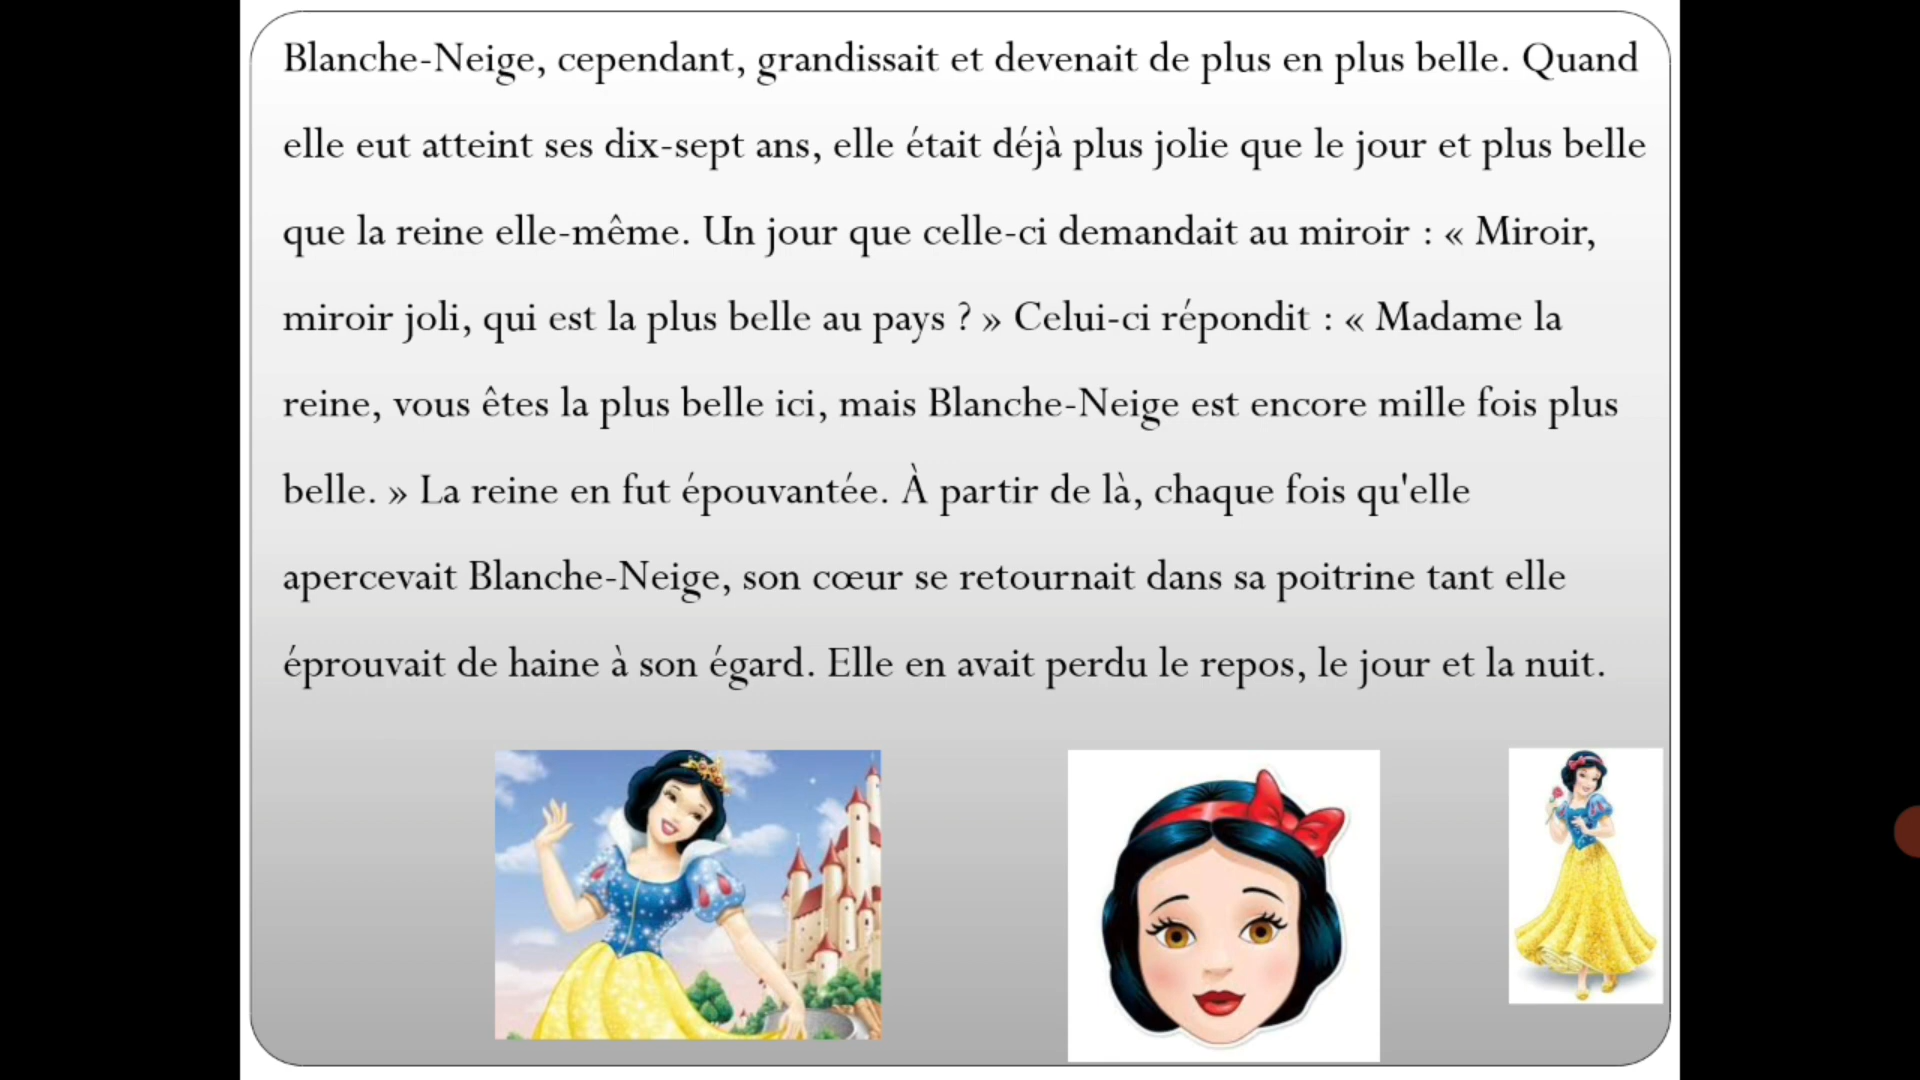 Blanche-Neige, cependant, grandissait et devenait de plus en plus belle. Quand
elle eut atteint ses dix-sept ans, elle était déjà plus jolie que le jour et plus belle
que la reine elle-même. Un jour que celle-ci demandait au miroir : « Miroir,
miroir joli, qui est la plus belle au pays ? » Celui-ci répondit : « Madame la
reine, vous êtes la plus belle ici, mais Blanche-Neige est encore mille fois plus
belle. » La reine en fut épouvantée. À partir de là, chaque fois qu'elle
apercevait Blanche-Neige, son cœur se retournait dans sa poitrine tant elle
éprouvait de haine à son égard. Elle en avait perdu le repos, le jour et la nuit.